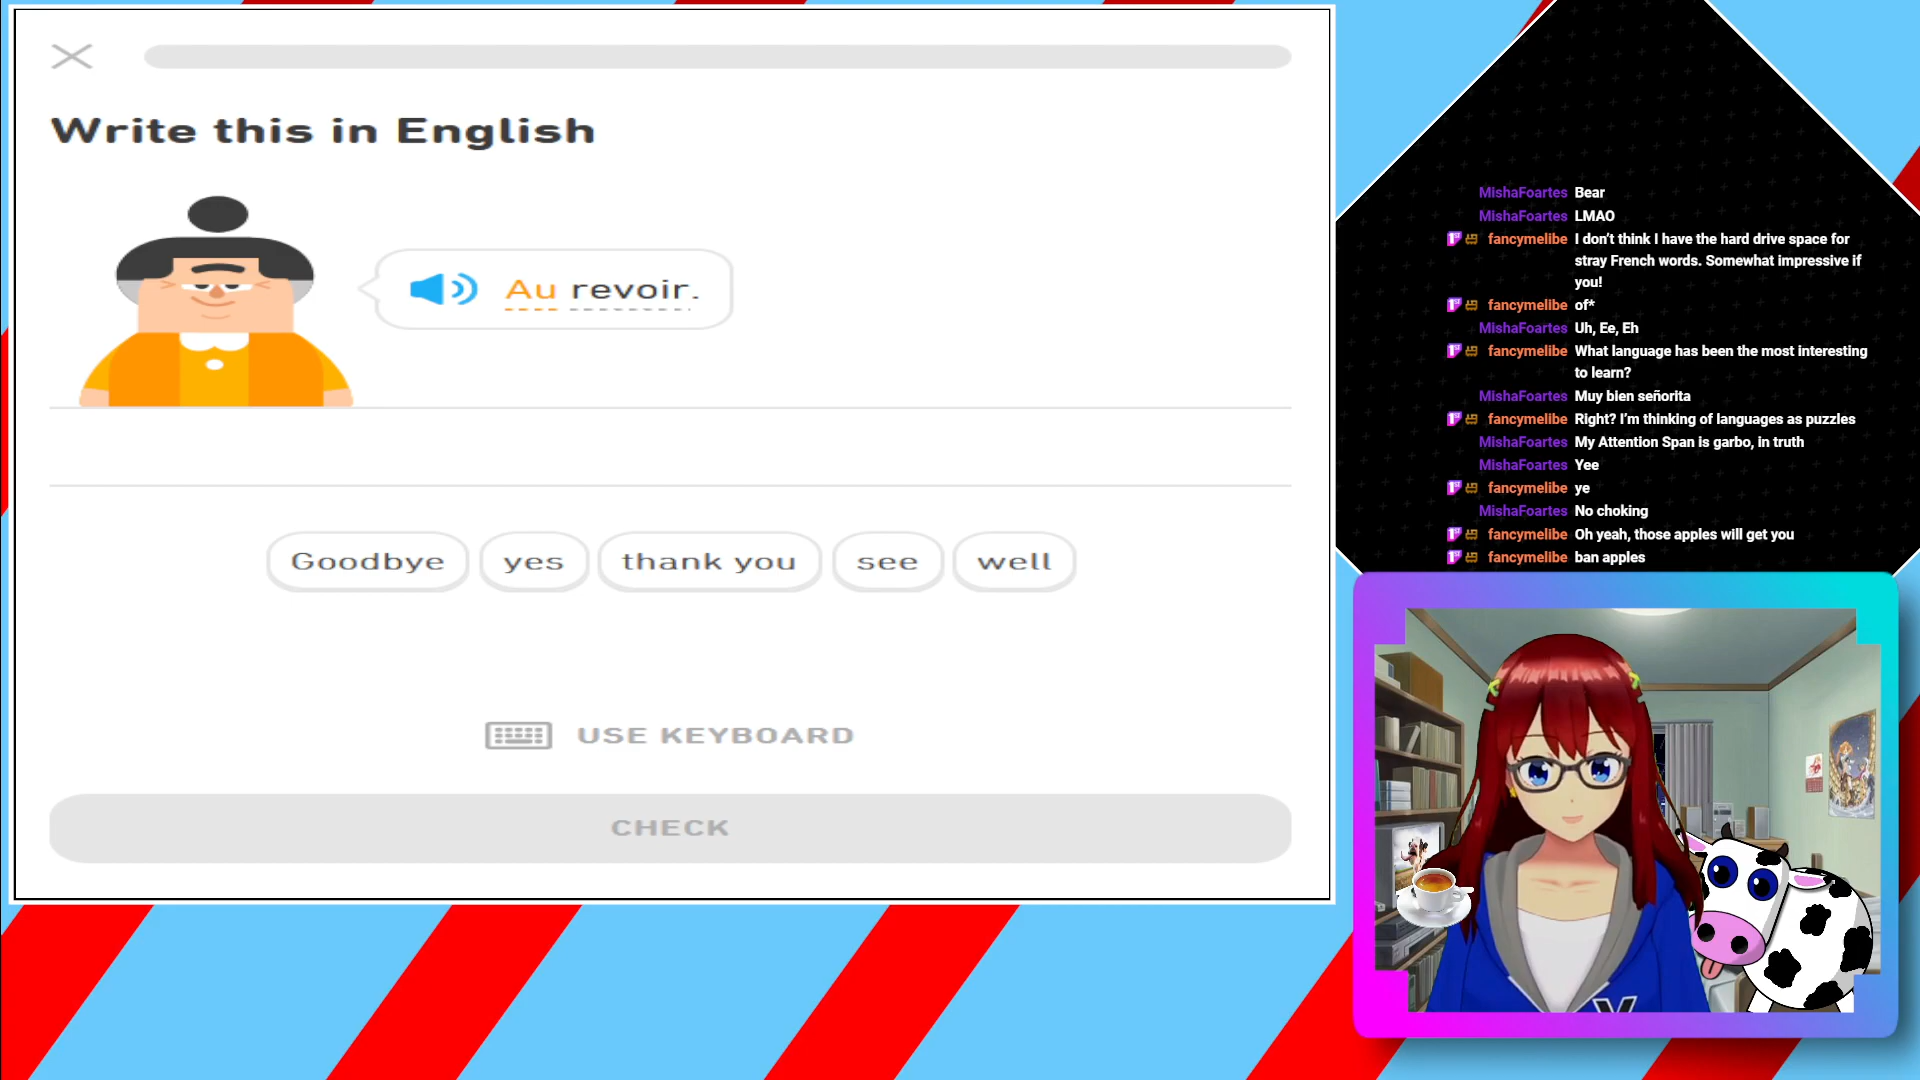 Write this in English
Au revoir.
Goodbye yes thank you see well
USE KEYBOARD
CHECK
MishaFoartes Bear
MishaFoartes LMAO
fancymelibe I don't think I have the hard drive space for
stray French words. Somewhat impressive if
you!
fancymelibe of*
MishaFoartes Uh, Ee, Eh
fancymelibe What language has been the most interesting
to learn?
MishaFoartes Muy bien señorita
fancymelibe Right? I'm thinking of languages as puzzles
MishaFoartes My Attention Span is garbo, in truth
MishaFoartes Yee
fancymelibe ye
MishaFoartes No choking
fancymelibe Oh yeah, those apples will get you
fancymelibe ban apples